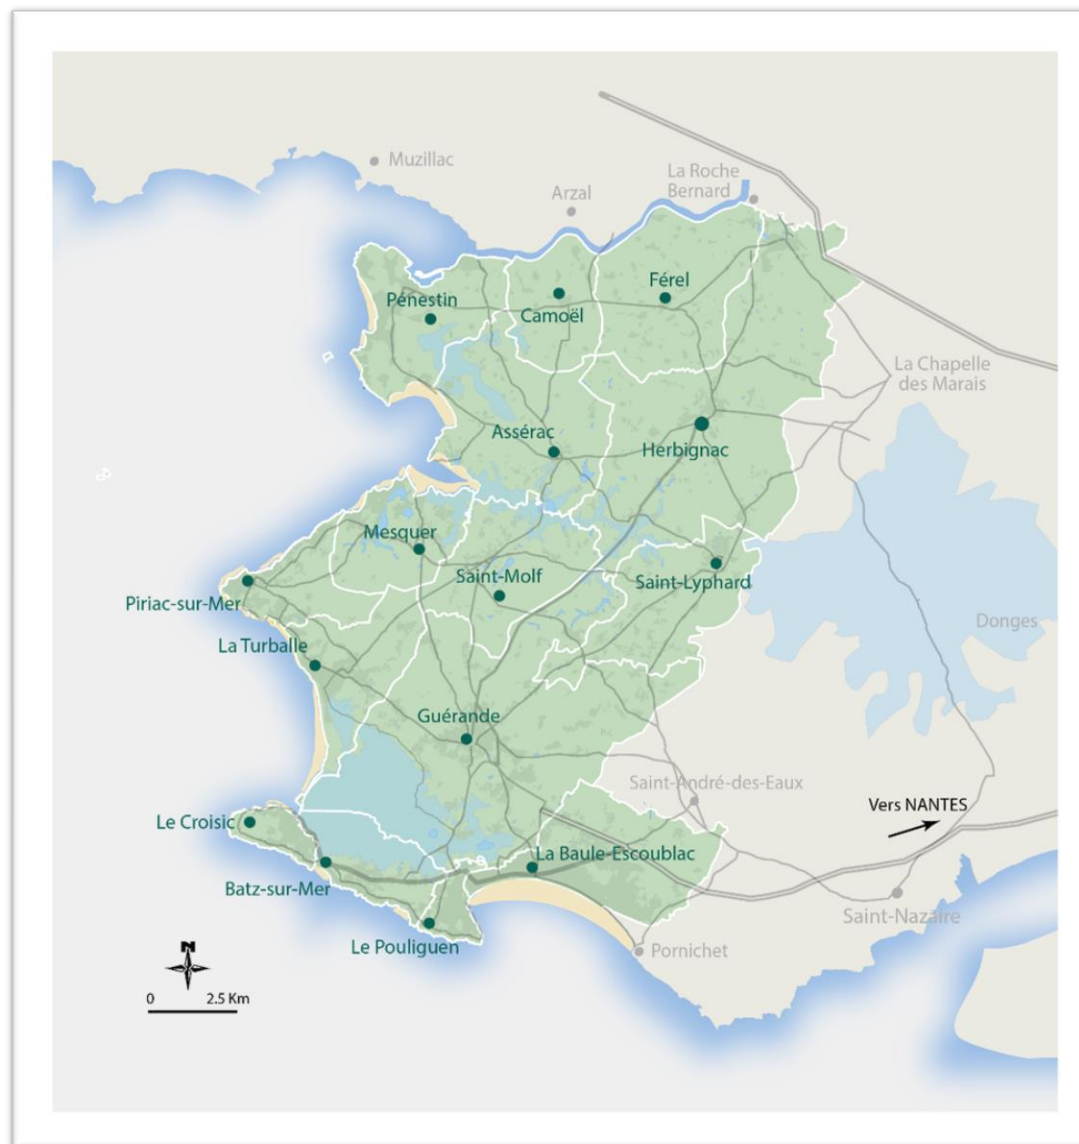 Muzillac
La Roche
Bernard
Arzal
Férel
Pénestin
Camoël
La Chapelle
des Marais
Assérac
Herbignac
Mesquer
Saint-Molf
Saint-Lyphard
Piriac-sur-Mer
Donges
La Turballe
Guérande
Saint-André-des-Eaux
Vers NANTES
Le Croisic
La Baule-Escoublac
Batz-sur-Mer
Saint-Nazaire
Le Pouliguen
Pornichet
N
0 2.5 Km